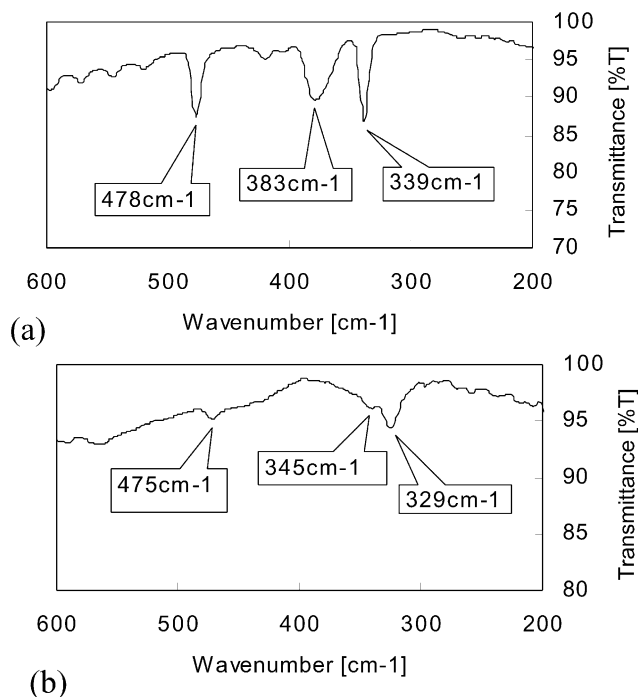 100
95
90
85
80
75
70
Transmittance [%T]
478cm-1
383cm-1
339cm-1
600
500
400
300
200
Wavenumber [cm-1]
(a)
100
95
90
85
80
Transmittance [%T]
475cm-1
345cm-1
329cm-1
600
500
400
300
200
Wavenumber [cm-1]
(b)